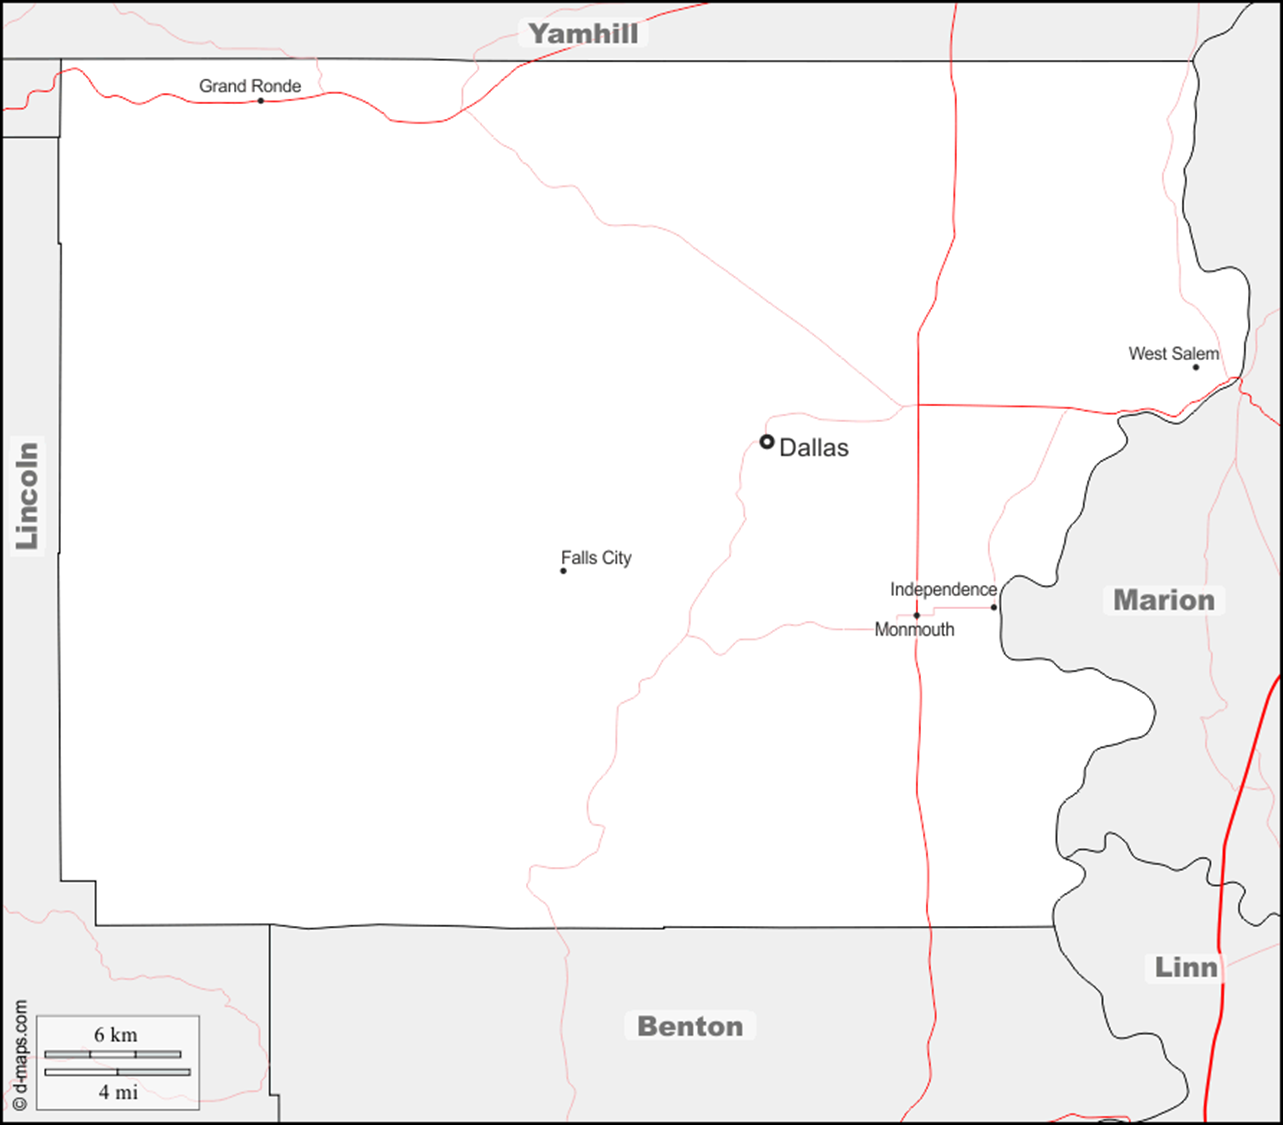 Yamhill
Grand Ronde
West Salem
Dallas
Lincoln
Falls City
Independence
Marion
Monmouth
Linn
Benton
6 km
4 mi
© d-maps.com